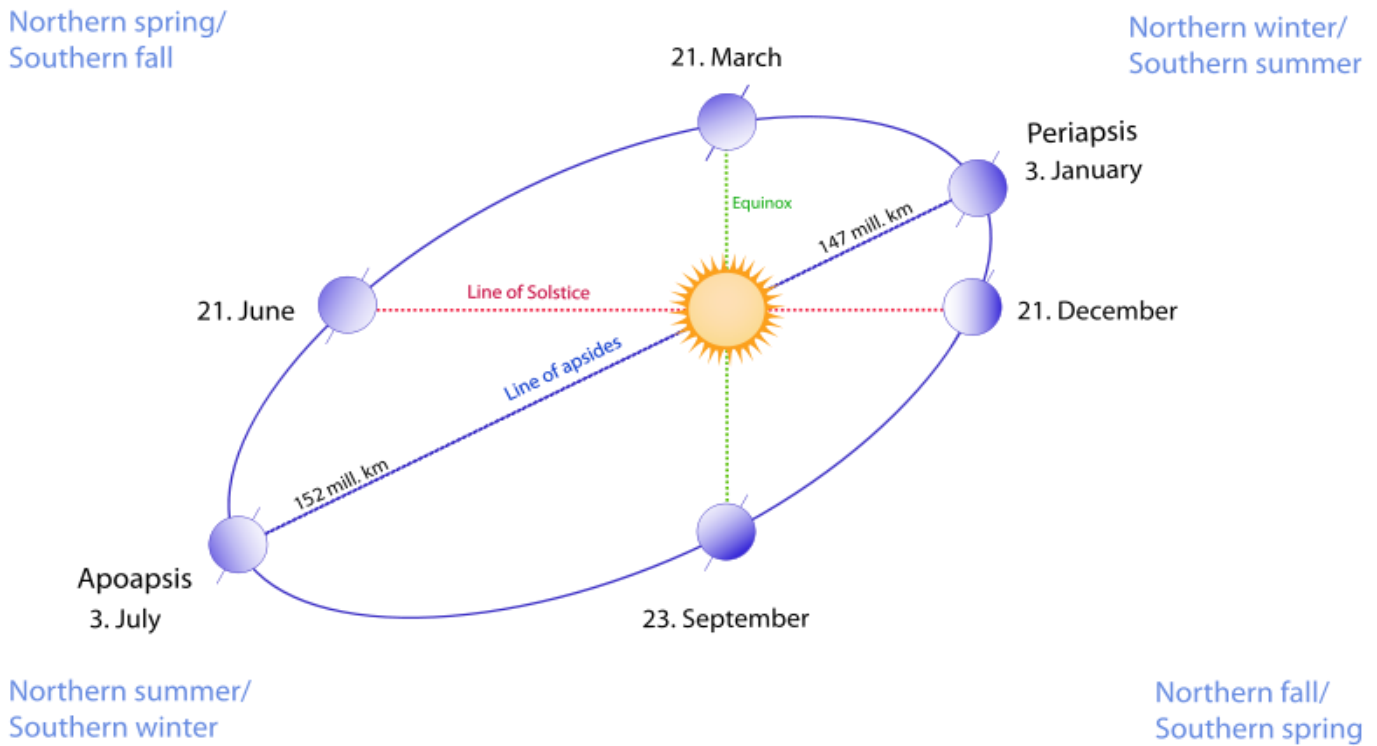 Northern spring/
Southern fall
Northern winter/
Southern summer
21. March
Periapsis
3. January
Equinox
147 mill. km
Line of Solstice
21. June
21. December
Line of apsides
152 mill. km
Apoapsis
3. July
23. September
Northern summer/
Southern winter
Northern fall/
Southern spring